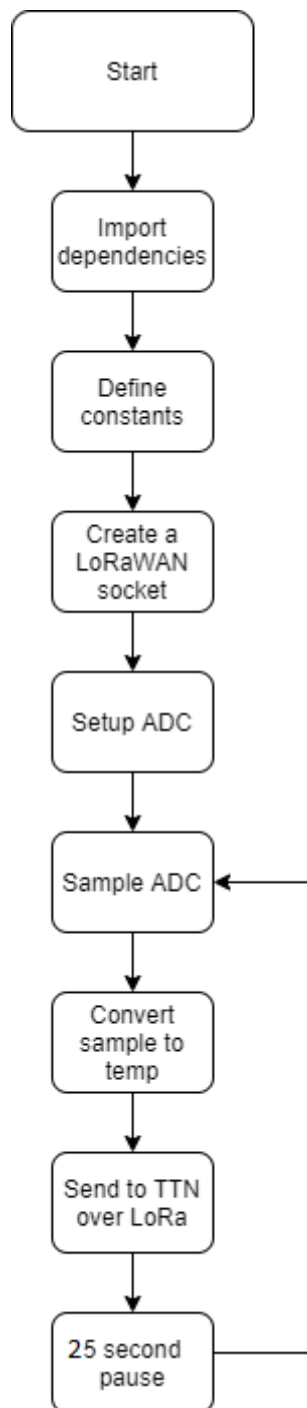 Start
Import
dependencies
Define
constants
Create a
LoRaWAN
socket
Setup ADC
Sample ADC
Convert
sample to
temp
Send to TTN
over LoRa
25 second
pause